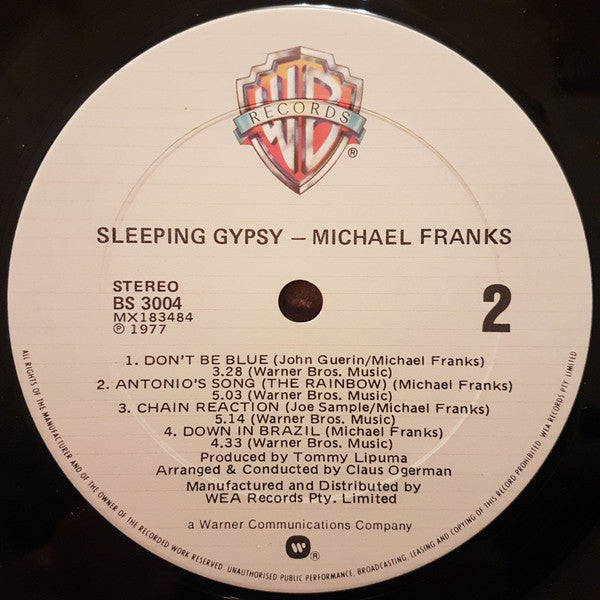 WB
RECORDS
®
SLEEPING GYPSY – MICHAEL FRANKS
STEREO
BS 3004
MX183484
℗ 1977
2
1. DON'T BE BLUE (John Guerin/Michael Franks)
3.28 (Warner Bros. Music)
2. ANTONIO'S SONG (THE RAINBOW) (Michael Franks)
5.03 (Warner Bros. Music)
3. CHAIN REACTION (Joe Sample/Michael Franks)
5.14 (Warner Bros. Music)
4. DOWN IN BRAZIL (Michael Franks)
4.33 (Warner Bros. Music)
Produced by Tommy Lipuma
Arranged & Conducted by Claus Ogerman
Manufactured and Distributed by
WEA Records Pty. Limited
a Warner Communications Company
®
ALL RIGHTS OF THE MANUFACTURER AND OF THE OWNER OF THE RECORDED WORK RESERVED. UNAUTHORISED PUBLIC PERFORMANCE, BROADCASTING, LEASING AND COPYING OF THIS RECORD PROHIBITED. WEA RECORDS PTY. LIMITED